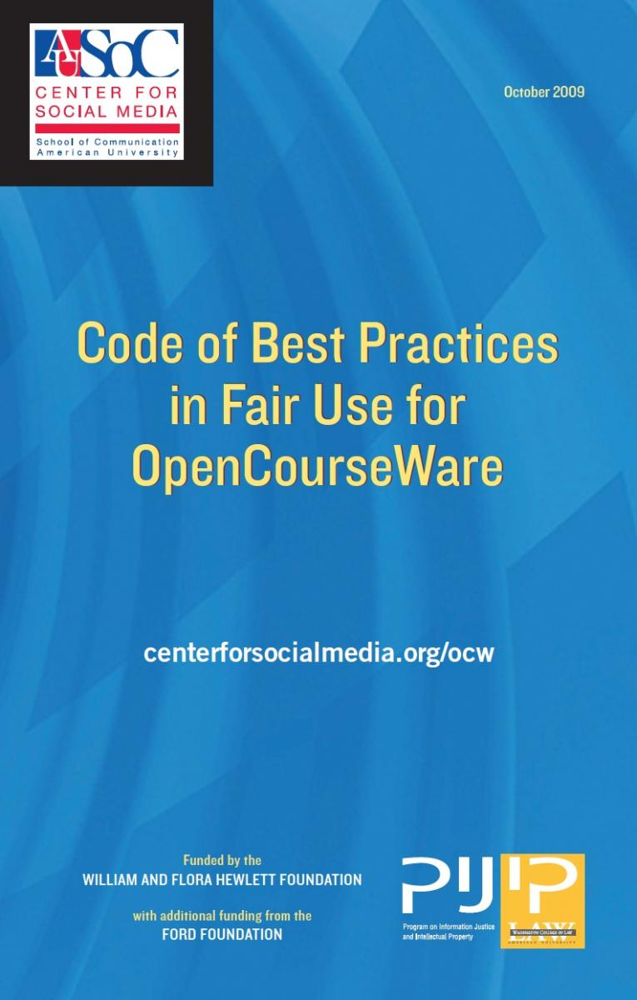 AUSOC
CENTER FOR
SOCIAL MEDIA
School of Communication
American University
October 2009
Code of Best Practices
in Fair Use for
OpenCourseWare
centerforsocialmedia.org/ocw
Funded by the
WILLIAM AND FLORA HEWLETT FOUNDATION
with additional funding from the
FORD FOUNDATION
PIJIP
Program on Information Justice
and Intellectual Property
LAW
WASHINGTON COLLEGE OF LAW
AMERICAN UNIVERSITY